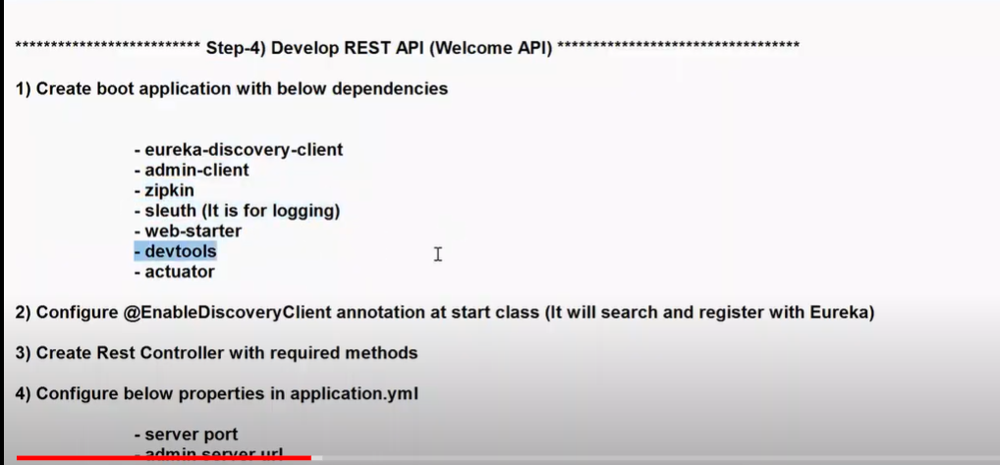 *************************** Step-4) Develop REST API (Welcome API) ***********************************
1) Create boot application with below dependencies
- eureka-discovery-client
- admin-client
- zipkin
- sleuth (It is for logging)
- web-starter
- devtools
- actuator
2) Configure @EnableDiscoveryClient annotation at start class (It will search and register with Eureka)
3) Create Rest Controller with required methods
4) Configure below properties in application.yml
- server port
- admin server url